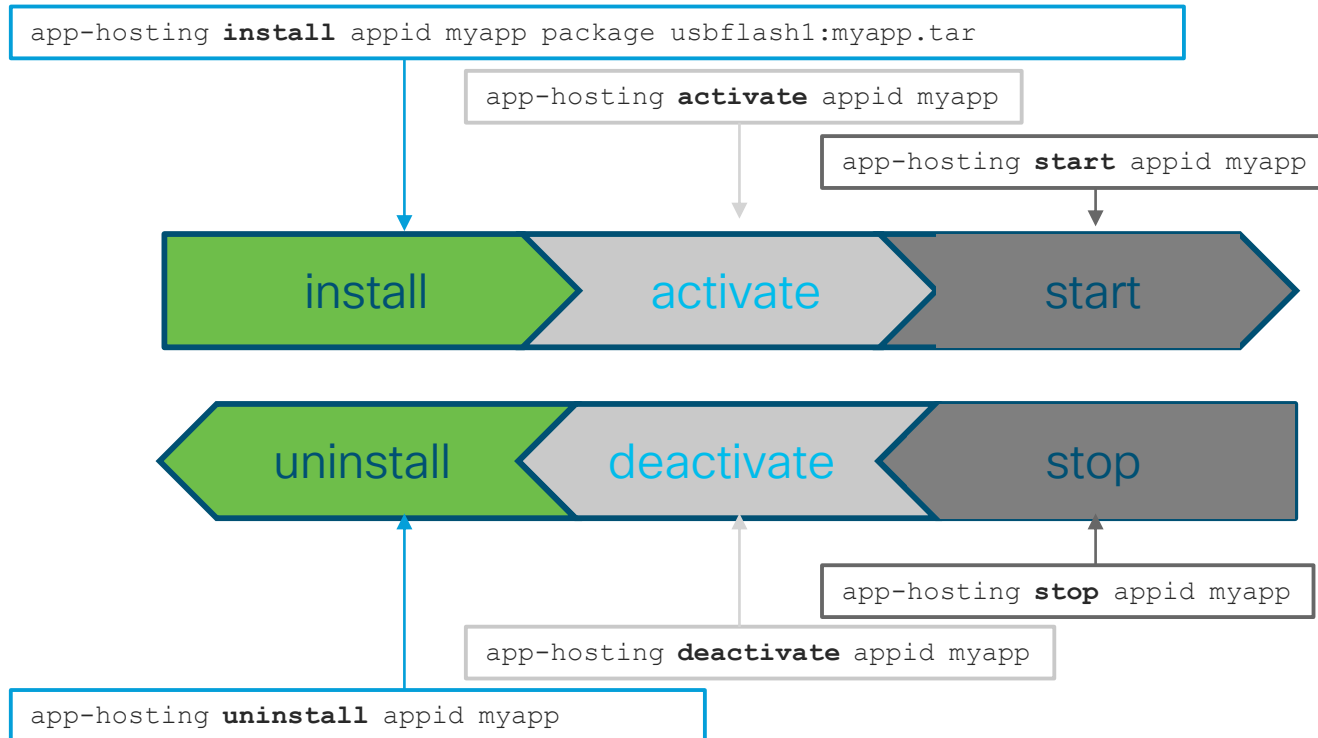 app-hosting install appid myapp package usbflash1:myapp.tar
app-hosting activate appid myapp
app-hosting start appid myapp
install
activate
start
uninstall
deactivate
stop
app-hosting stop appid myapp
app-hosting deactivate appid myapp
app-hosting uninstall appid myapp